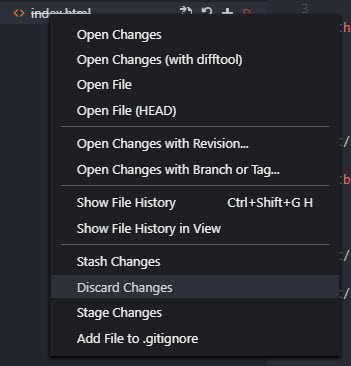 <> index.html D
3
Open Changes
Open Changes (with difftool)
Open File
Open File (HEAD)
Open Changes with Revision...
Open Changes with Branch or Tag...
Show File History Ctrl+Shift+G H
Show File History in View
Stash Changes
Discard Changes
Stage Changes
Add File to .gitignore